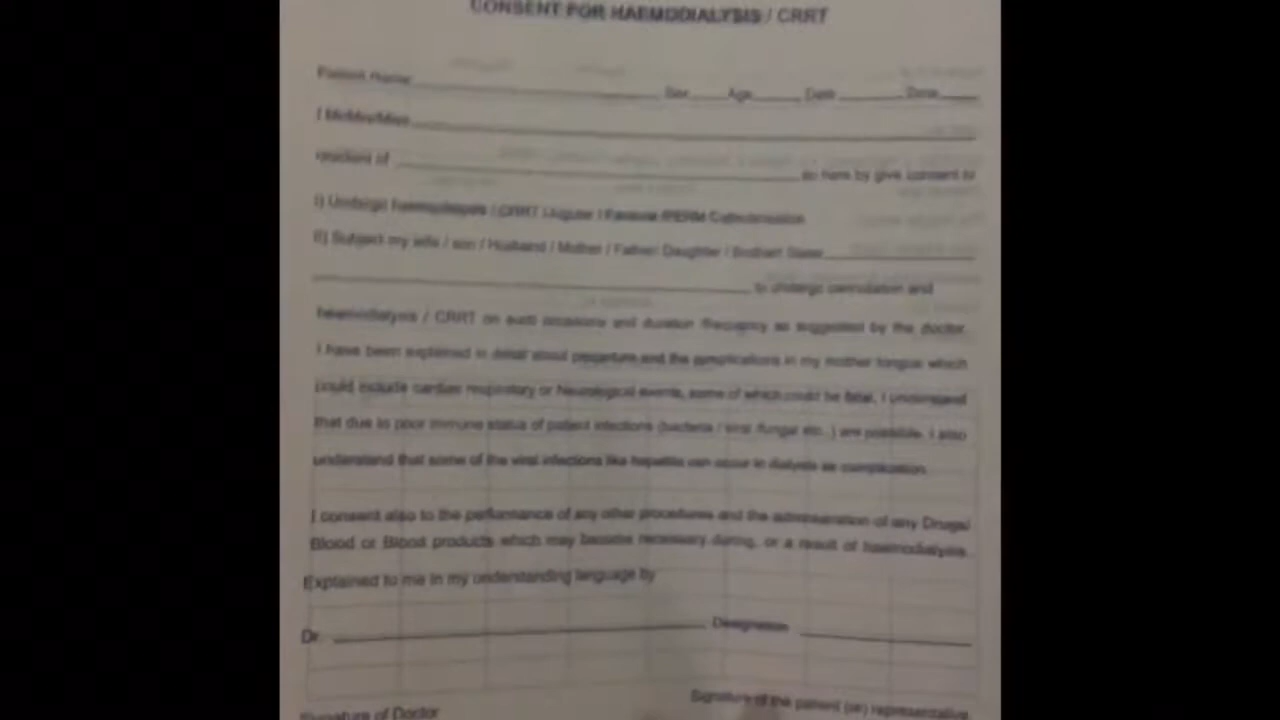 CONSENT FOR HAEMODIALYSIS / CRRT
Patient Name Sex Age Date
I Mr/Mrs/Miss
resident of do here by give consent to
I) Undergo haemodialysis / CRRT / Jugular / Femoral /PERM Catheterisation
II) Subject my wife / son / Husband / Mother / Father/ Daughter / Brother/ Sister
to undergo cannulation and
haemodialysis / CRRT on such occasions and duration /frequency as suggested by the doctor.
I have been explained in detail about procedure and the complications in my mother tongue which
could include cardiac respiratory or Neurological events, some of which could be fatal, I understand
that due to poor immune status of patient infections (bacteria / viral /fungal etc..) are possible. I also
understand that some of the viral infections like hepatitis can occur in dialysis as complication.
I consent also to the performance of any other procedures and the administration of any Drugs/
Blood or Blood products which may become necessary during, or a result of haemodialysis.
Explained to me in my understanding language by
Dr. Designation
Signature of the patient (or) representative
Signature of Doctor